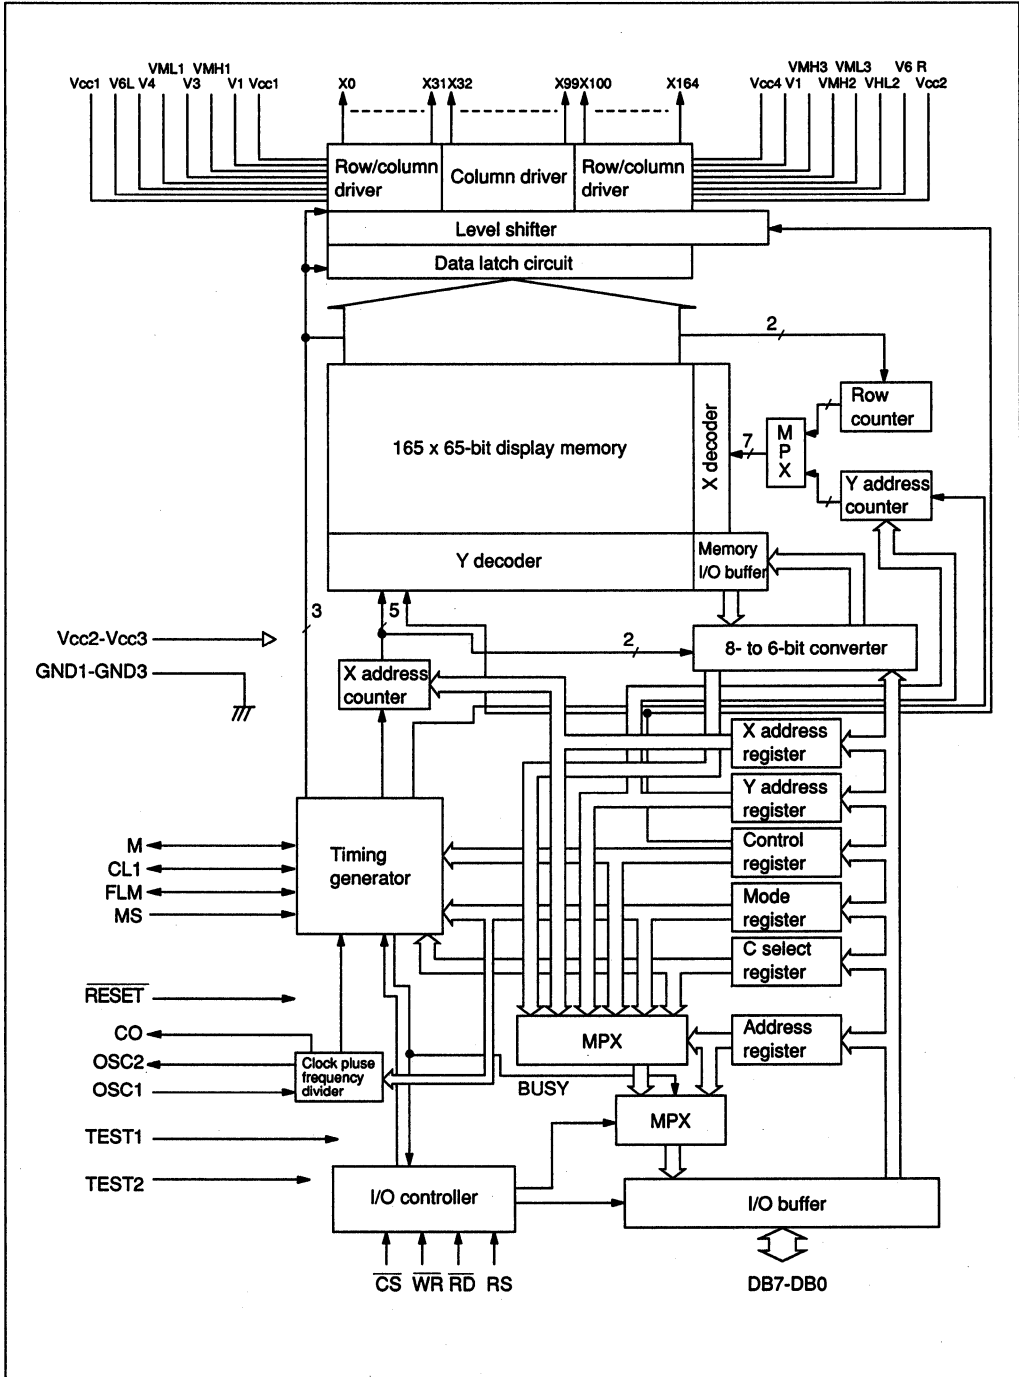 VML1 VMH1
Vcc1 V6L V4 V3 V1 Vcc1
X0 X31 X32 X99 X100 X164
VMH3 VML3 V6 R
Vcc4 V1 VMH2 VHL2 Vcc2
Row/column driver
Column driver
Row/column driver
Level shifter
Data latch circuit
2
165 x 65-bit display memory
X decoder
7
MPX
Row counter
Y address counter
Y decoder
Memory I/O buffer
3
5
2
Vcc2-Vcc3
GND1-GND3
8- to 6-bit converter
X address counter
X address register
Y address register
Control register
Mode register
C select register
Address register
M
CL1
FLM
MS
Timing generator
RESET
CO
OSC2
OSC1
Clock pluse frequency divider
MPX
BUSY
MPX
TEST1
TEST2
I/O controller
I/O buffer
CS WR RD RS
DB7-DB0